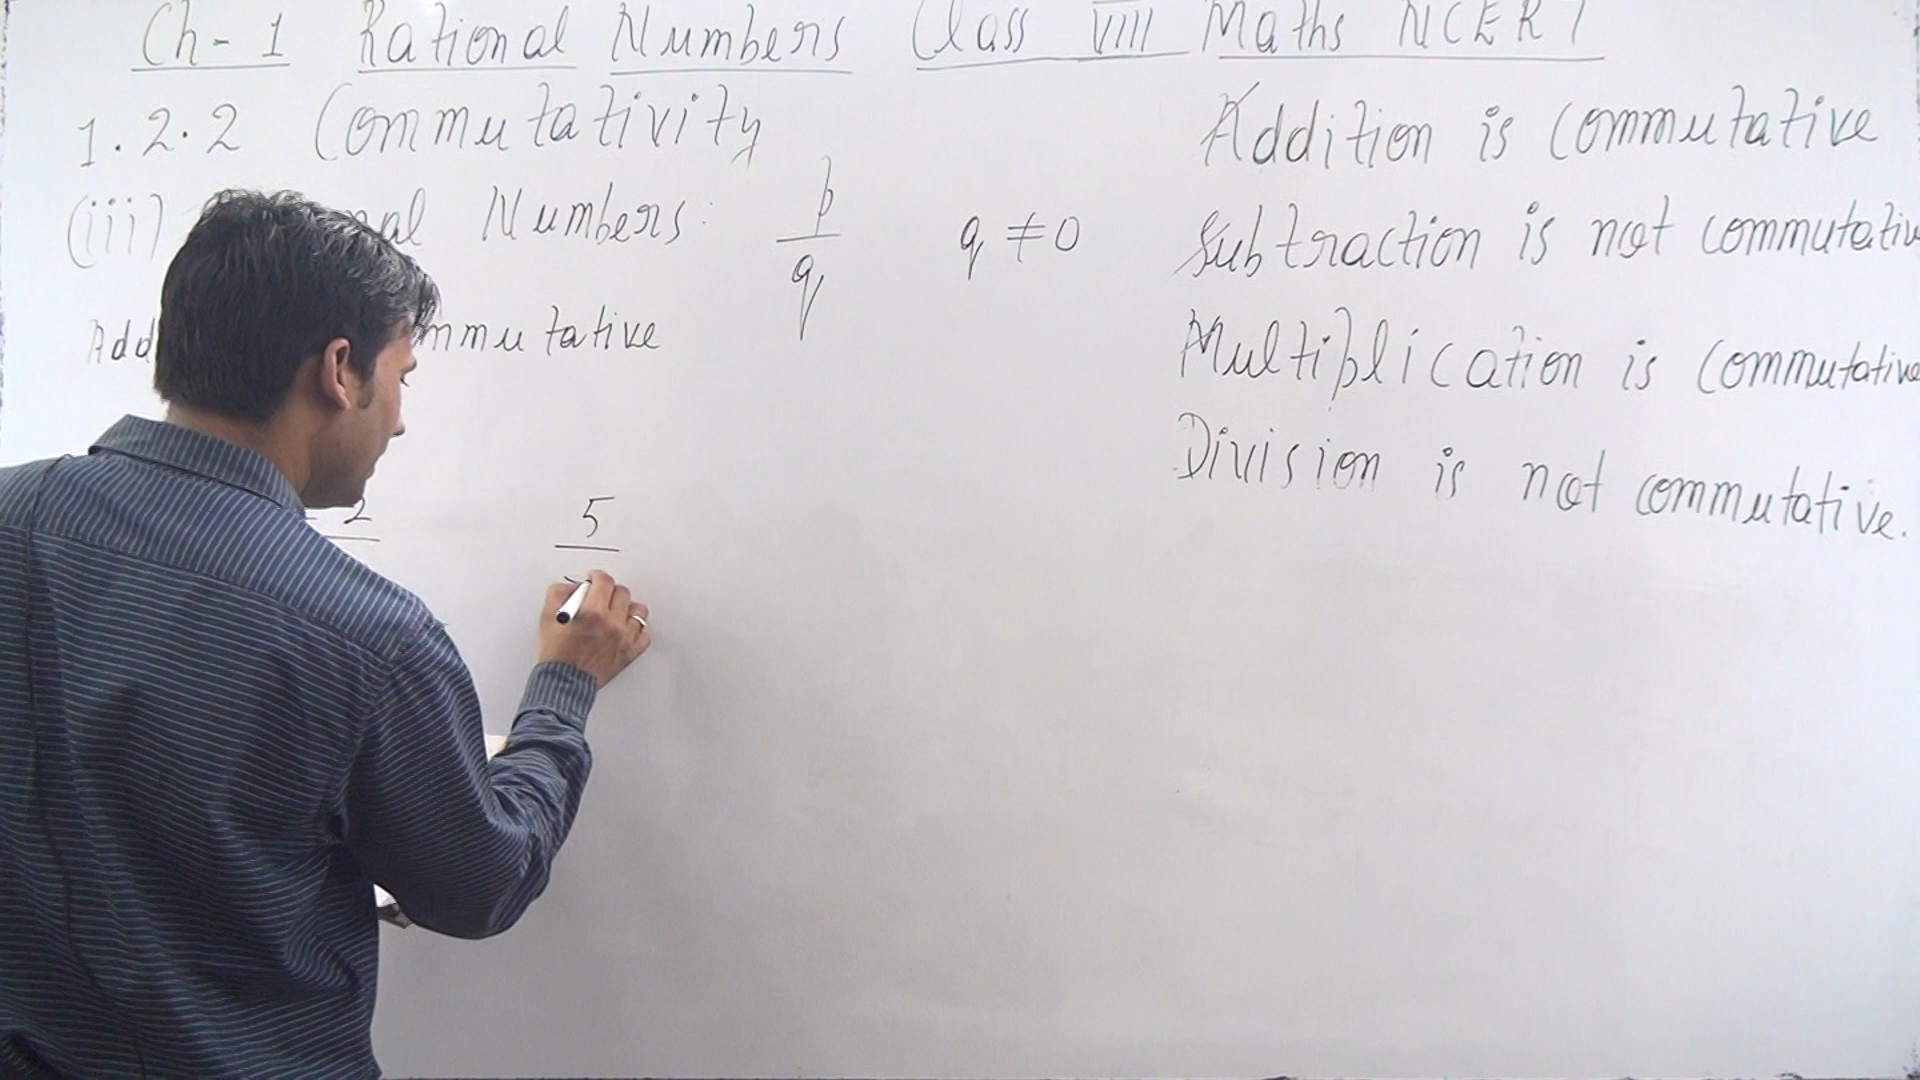 Ch-1 Rational Numbers Class VIII Maths NCERT
1.2.2 Commutativity
(iii) Numbers: p/q q ≠ 0
- 2 5
Addition is commutative
Subtraction is not commutative
Multiplication is commutative
Division is not commutative.